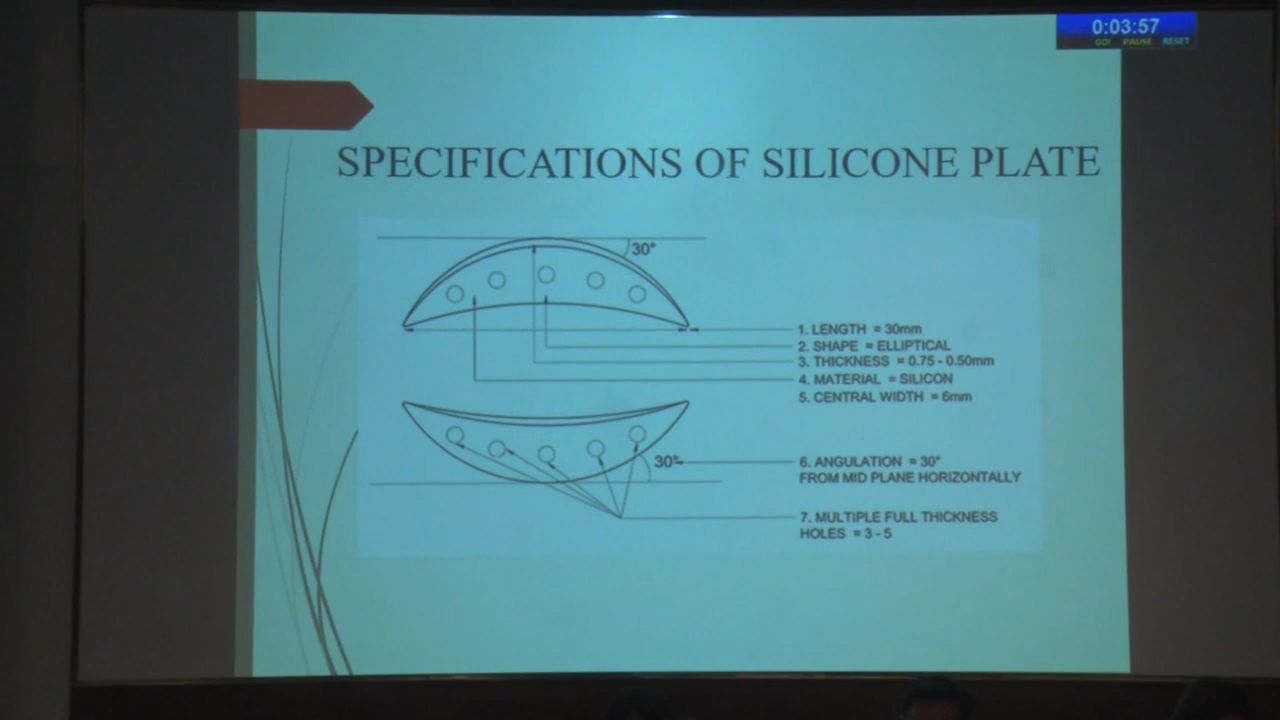 0:03:57
GO! PAUSE RESET
SPECIFICATIONS OF SILICONE PLATE
30°
1. LENGTH = 30mm
2. SHAPE = ELLIPTICAL
3. THICKNESS = 0.75 - 0.50mm
4. MATERIAL = SILICON
5. CENTRAL WIDTH = 6mm
30°
6. ANGULATION = 30°
FROM MID PLANE HORIZONTALLY
7. MULTIPLE FULL THICKNESS
HOLES = 3 - 5